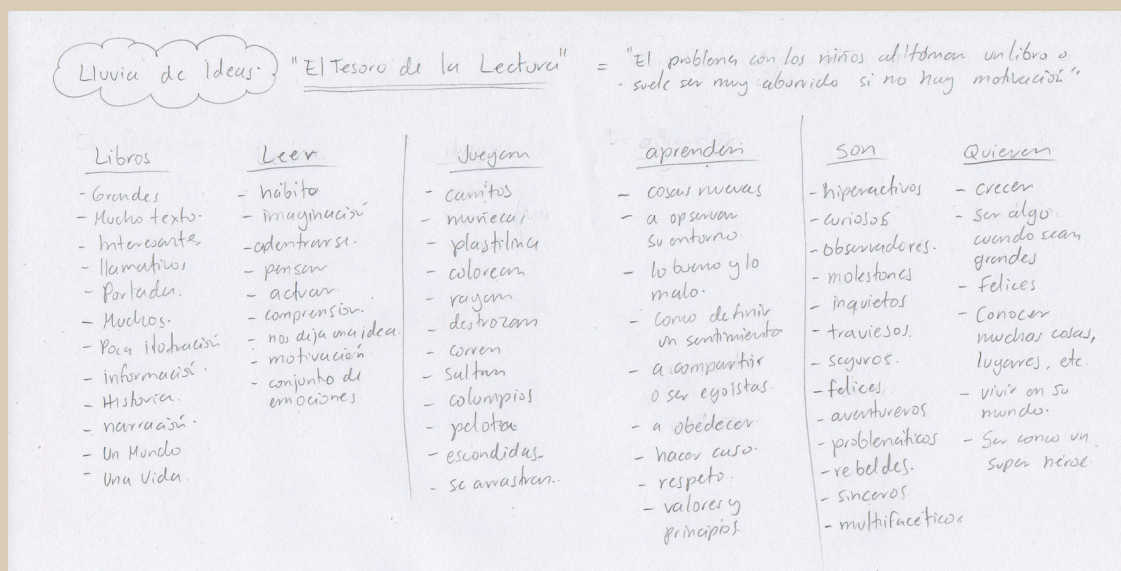 Lluvia de Ideas. "El Tesoro de la Lectura" = "El problema con los niños al tomar un libro o
suele ser muy aburrido si no hay motivación".
Libros
- Grandes
- Mucho texto.
- Interesante,
- llamativos
- Portada.
- Muchos.
- Poca ilustración
- información.
- Historia.
- narración.
- Un Mundo
- Una Vida.
Leer
- hábito
- imaginación
- adentrarse.
- pensar
- actuar
- comprensión.
- nos deja una idea.
- motivación
- conjunto de
emociones
Juegan
- carritos
- muñeca,
- plastilina
- colorean
- rayan
- destrozan
- corren
- saltan
- columpios
- pelota
- escondidas
- se arrastran.
aprenden
- cosas nuevas
- a opservar
su entorno.
- lo bueno y lo
malo.
- como definir
un sentimiento
- a compartir
o ser egoistas.
- a obedecer.
- hacer caso.
- respeto.
- valores y
principios.
son
- hiperactivos
- curiosos
- observadores.
- molestones
- inquietos
- traviesos.
- seguros.
- felices
- aventureros
- problematicos
- rebeldes.
- sinceros
- multifaceticos
Quieren
- crecer
- ser algo
cuando sean
grandes
- Felices
- Conocer
muchas cosas,
lugares, etc.
- vivir en su
mundo.
- Ser como un
super héroe.